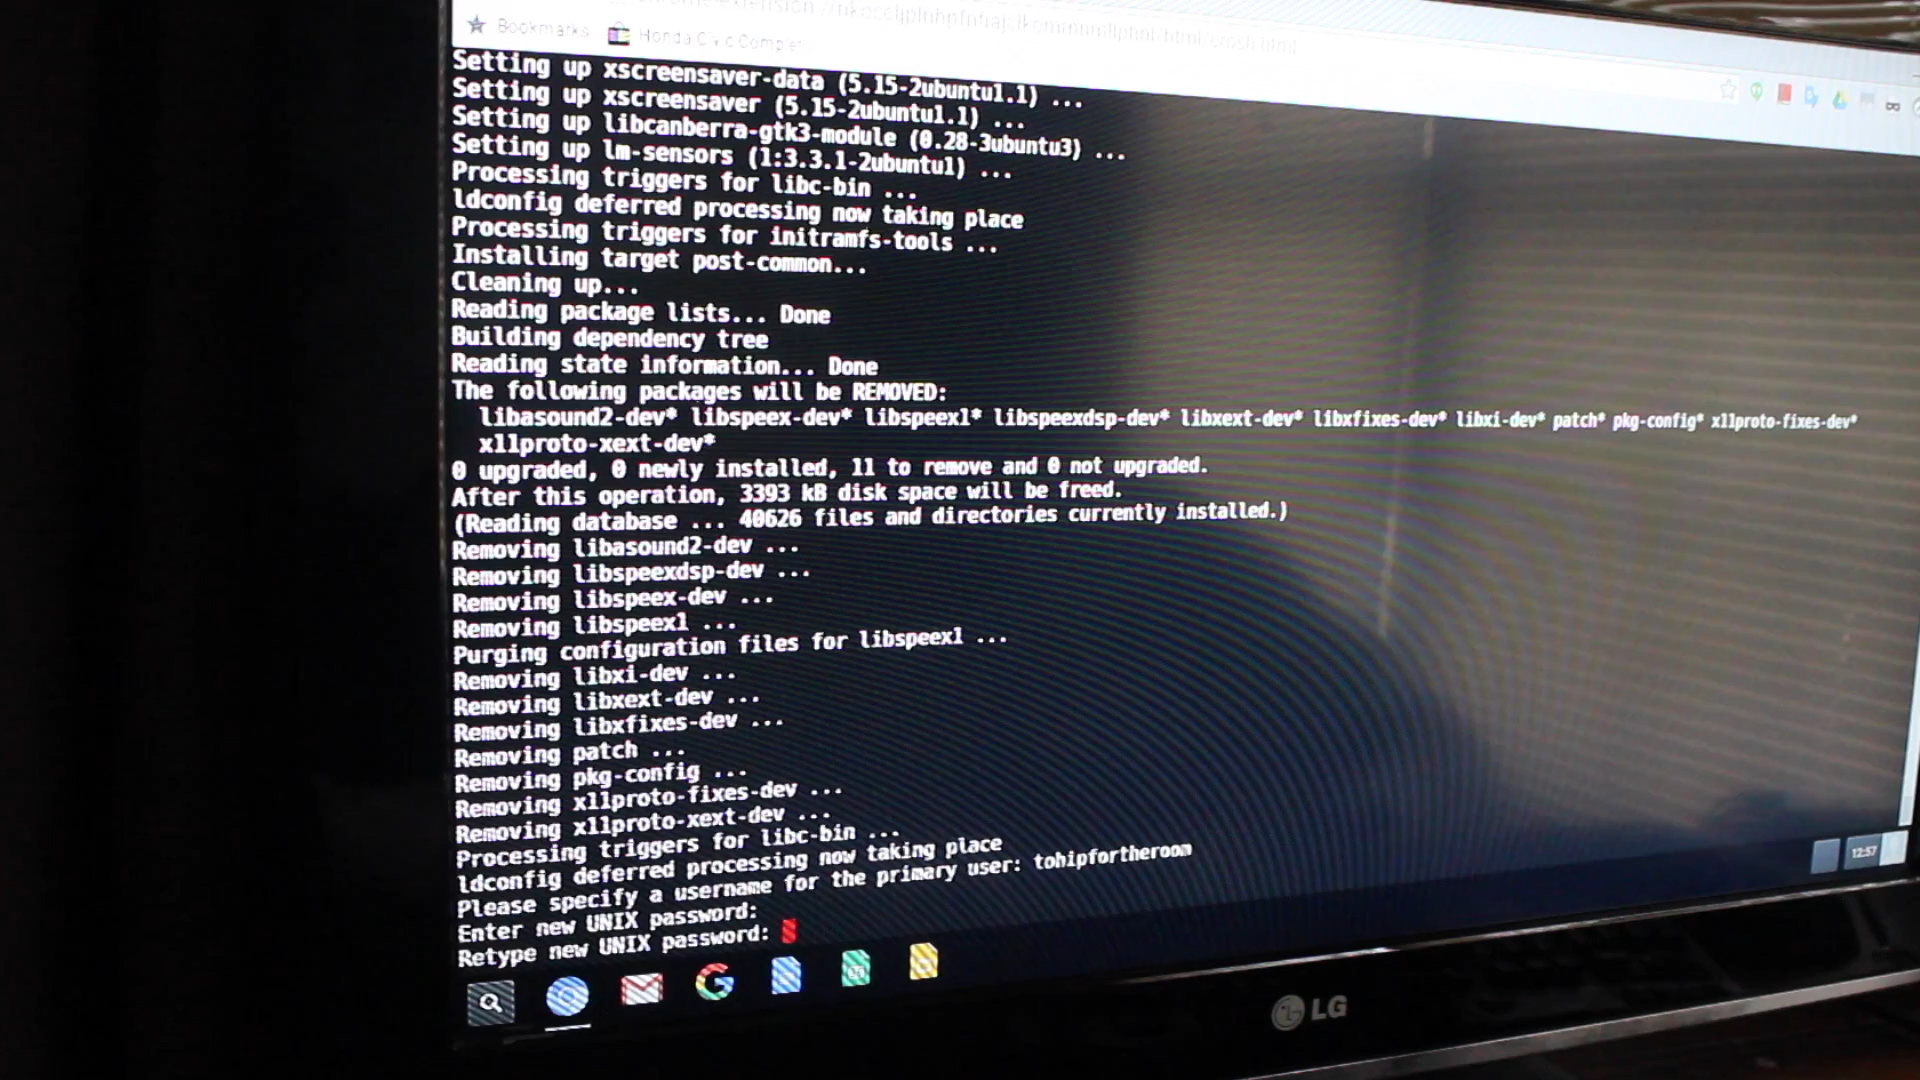 Bookmarks Honda Civic Complet
Setting up xscreensaver-data (5.15-2ubuntu1.1) ...
Setting up xscreensaver (5.15-2ubuntu1.1) ...
Setting up libcanberra-gtk3-module (0.28-3ubuntu3) ...
Setting up lm-sensors (1:3.3.1-2ubuntu1) ...
Processing triggers for libc-bin ...
ldconfig deferred processing now taking place
Processing triggers for initramfs-tools ...
Installing target post-common...
Cleaning up...
Reading package lists... Done
Building dependency tree
Reading state information... Done
The following packages will be REMOVED:
libasound2-dev* libspeex-dev* libspeex1* libspeexdsp-dev* libxext-dev* libxfixes-dev* libxi-dev* patch* pkg-config* x11proto-fixes-dev*
x11proto-xext-dev*
0 upgraded, 0 newly installed, 11 to remove and 0 not upgraded.
After this operation, 3393 kB disk space will be freed.
(Reading database ... 40626 files and directories currently installed.)
Removing libasound2-dev ...
Removing libspeexdsp-dev ...
Removing libspeex-dev ...
Removing libspeex1 ...
Purging configuration files for libspeex1 ...
Removing libxi-dev ...
Removing libxext-dev ...
Removing libxfixes-dev ...
Removing patch ...
Removing pkg-config ...
Removing x11proto-fixes-dev ...
Removing x11proto-xext-dev ...
Processing triggers for libc-bin ...
ldconfig deferred processing now taking place
Please specify a username for the primary user: tohipfortheroom
Enter new UNIX password:
Retype new UNIX password:
12:57
LG